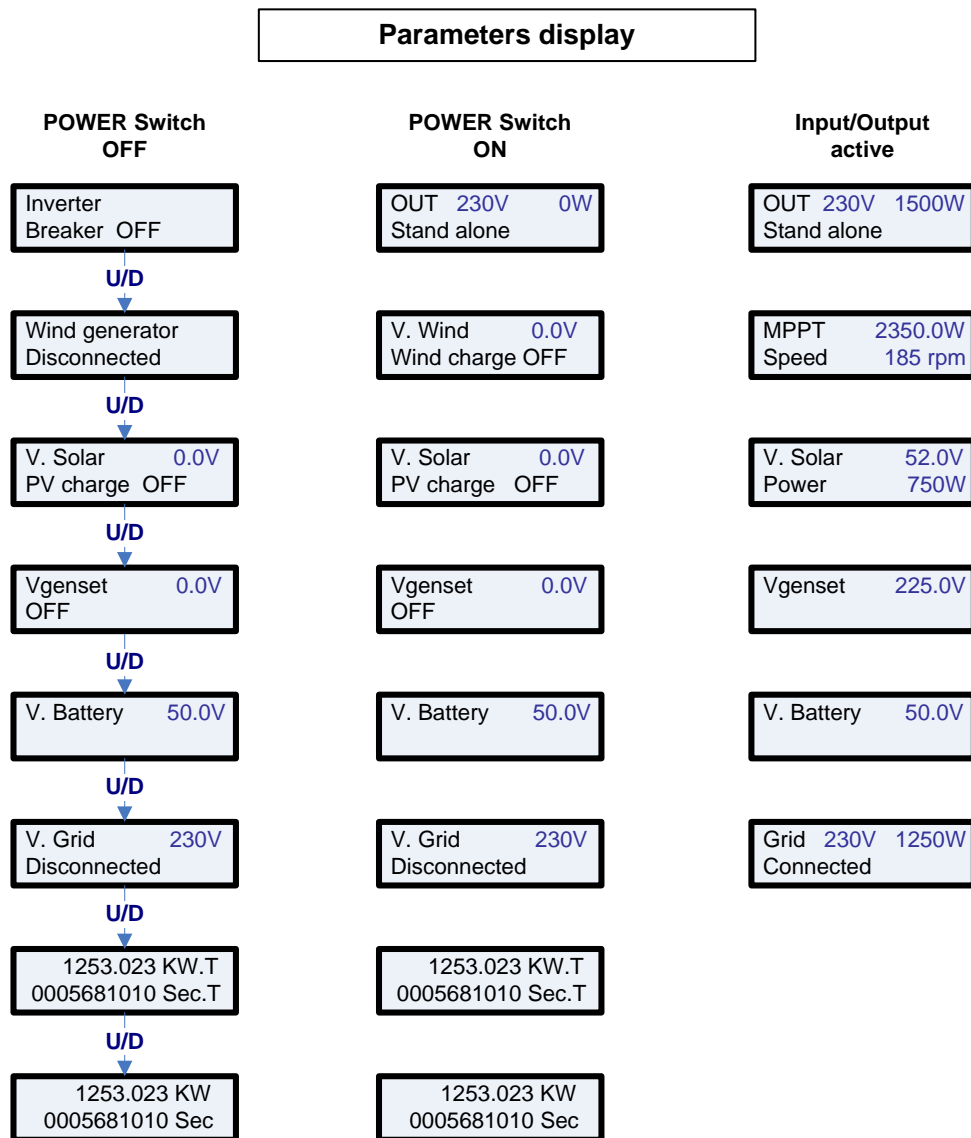 Parameters display
POWER Switch
OFF
POWER Switch
ON
Input/Output
active
Inverter
Breaker OFF
OUT 230V 0W
Stand alone
OUT 230V 1500W
Stand alone
U/D
Wind generator
Disconnected
V. Wind 0.0V
Wind charge OFF
MPPT 2350.0W
Speed 185 rpm
U/D
V. Solar 0.0V
PV charge OFF
V. Solar 0.0V
PV charge OFF
V. Solar 52.0V
Power 750W
U/D
Vgenset 0.0V
OFF
Vgenset 0.0V
OFF
Vgenset 225.0V
U/D
V. Battery 50.0V
V. Battery 50.0V
V. Battery 50.0V
U/D
V. Grid 230V
Disconnected
V. Grid 230V
Disconnected
Grid 230V 1250W
Connected
U/D
1253.023 KW.T
0005681010 Sec.T
1253.023 KW.T
0005681010 Sec.T
U/D
1253.023 KW
0005681010 Sec
1253.023 KW
0005681010 Sec